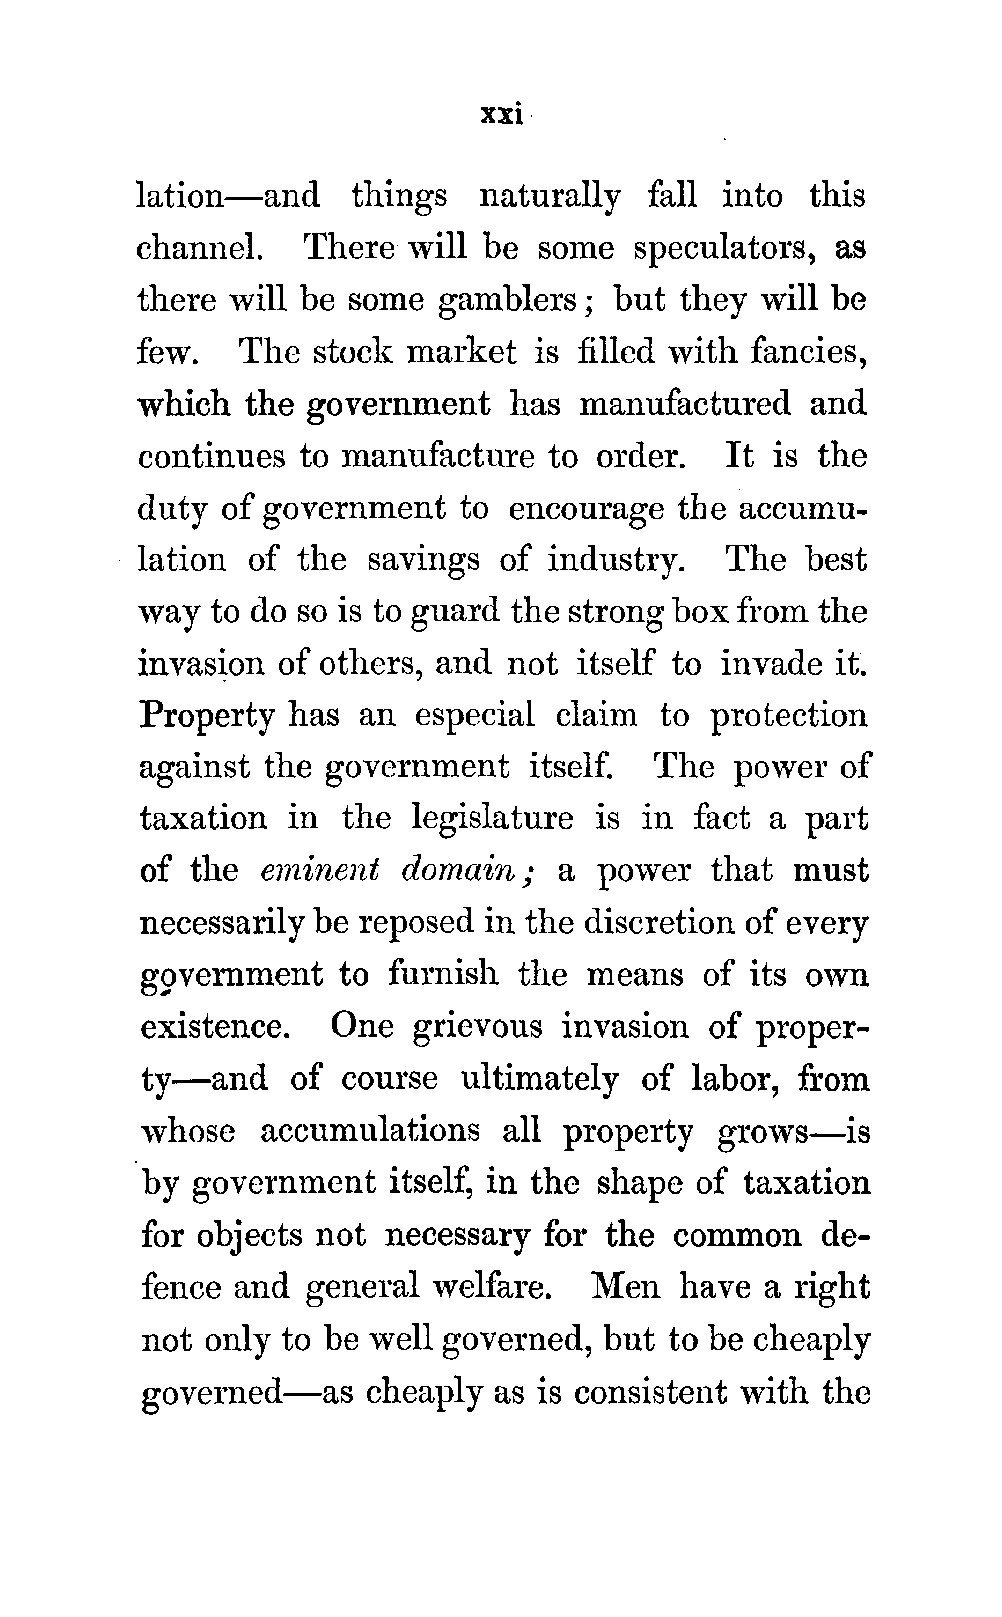 xxi
lation—and things naturally fall into this
channel. There will be some speculators, as
there will be some gamblers; but they will be
few. The stock market is filled with fancies,
which the government has manufactured and
continues to manufacture to order. It is the
duty of government to encourage the accumu-
lation of the savings of industry. The best
way to do so is to guard the strong box from the
invasion of others, and not itself to invade it.
Property has an especial claim to protection
against the government itself. The power of
taxation in the legislature is in fact a part
of the eminent domain; a power that must
necessarily be reposed in the discretion of every
government to furnish the means of its own
existence. One grievous invasion of proper-
ty—and of course ultimately of labor, from
whose accumulations all property grows—is
by government itself, in the shape of taxation
for objects not necessary for the common de-
fence and general welfare. Men have a right
not only to be well governed, but to be cheaply
governed—as cheaply as is consistent with the